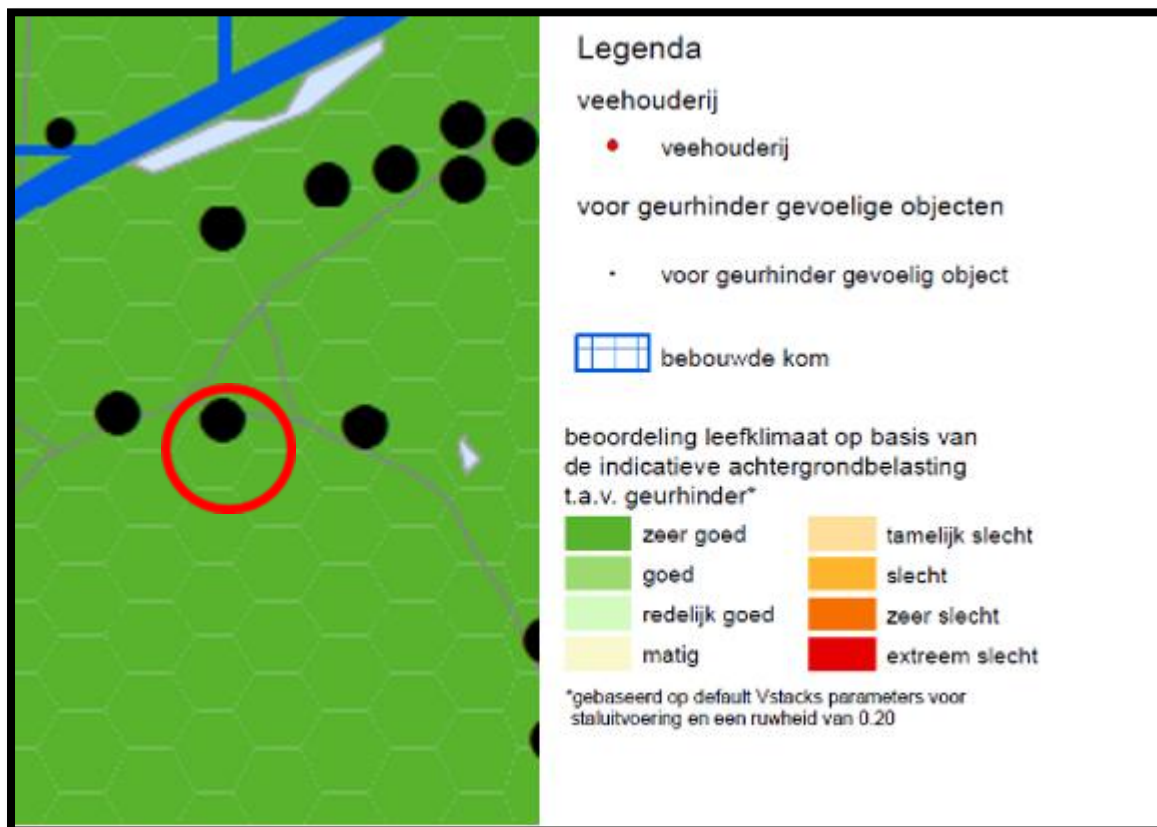 Legenda
veehouderij
veehouderij
voor geurhinder gevoelige objecten
voor geurhinder gevoelig object
bebouwde kom
beoordeling leefklimaat op basis van
de indicatieve achtergrondbelasting
t.a.v. geurhinder*
zeer goed
goed
redelijk goed
matig
tamelijk slecht
slecht
zeer slecht
extreem slecht
*gebaseerd op default Vstacks parameters voor
staluitvoering en een ruwheid van 0.20